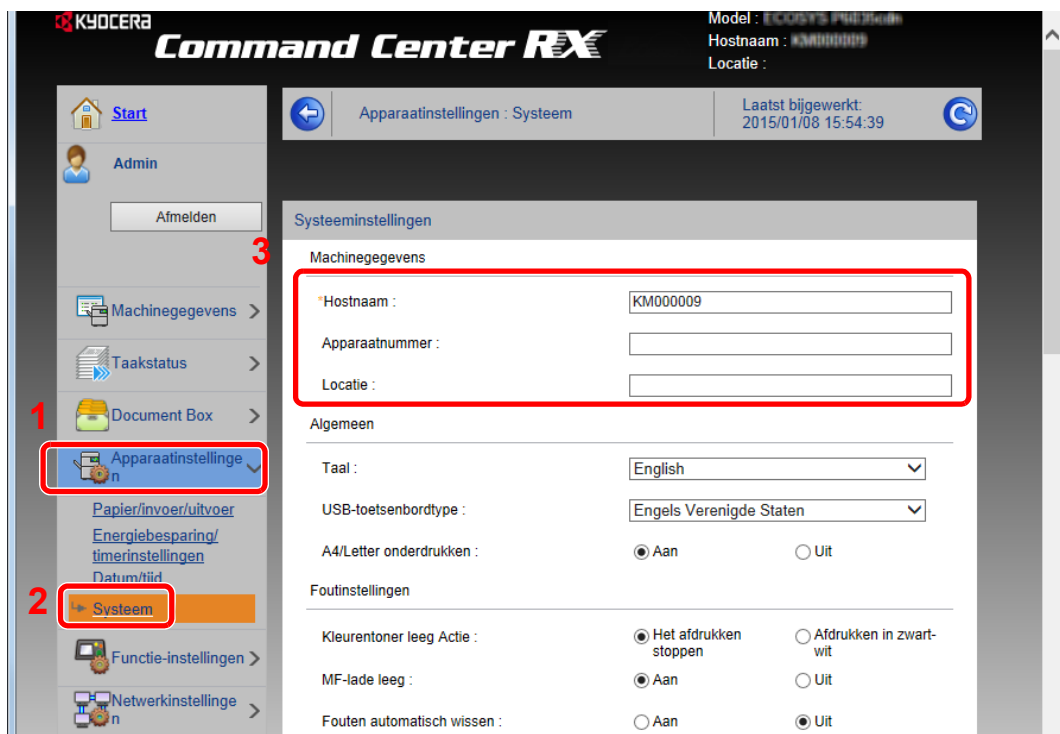 KYOCERA
Command Center RX
Model :
Hostnaam :
Locatie :
Start
Admin
Afmelden
Apparaatinstellingen : Systeem
Laatst bijgewerkt:
2015/01/08 15:54:39
3
Machinegegevens
Taakstatus
1
Document Box
Apparaatinstellinge
n
Papier/invoer/uitvoer
Energiebesparing/
timerinstellingen
Datum/tijd
2
Systeem
Functie-instellingen
Netwerkinstellinge
n
Systeeminstellingen
Machinegegevens
*Hostnaam : KM000009
Apparaatnummer :
Locatie :
Algemeen
Taal : English
USB-toetsenbordtype : Engels Verenigde Staten
A4/Letter onderdrukken : Aan Uit
Foutinstellingen
Kleurentoner leeg Actie : Het afdrukken stoppen Afdrukken in zwart-wit
MF-lade leeg : Aan Uit
Fouten automatisch wissen : Aan Uit